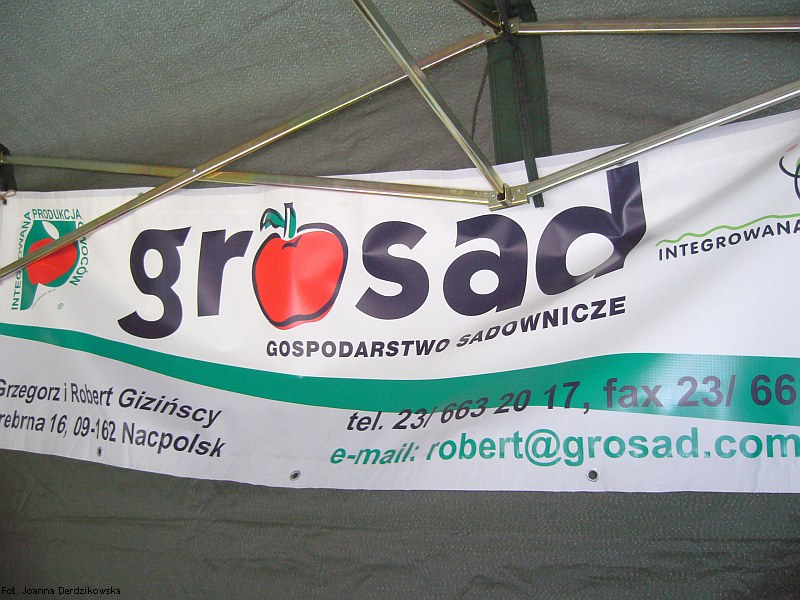 INTEGROWANA PRODUKCJA OWOCÓW ®
grosad
GOSPODARSTWO SADOWNICZE
INTEGROWANA
Grzegorz i Robert Gizińscy
rebrna 16, 09-162 Nacpolsk
tel. 23/ 663 20 17, fax 23/ 66
e-mail: robert@grosad.com
Fot. Joanna Derdzikowska